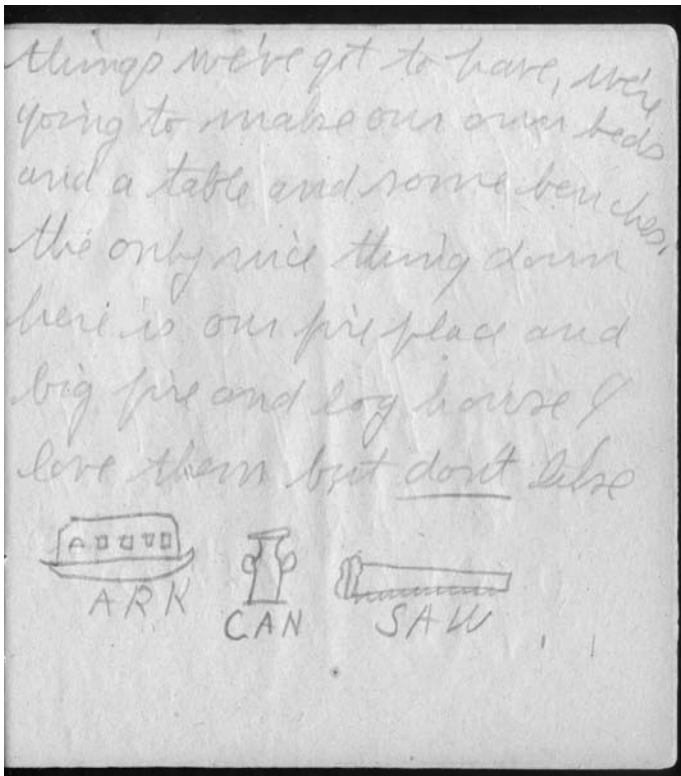 things we've got to have, we're
going to make our own beds
and a table and some benches,
the only nice thing down
here is our fire place and
big fire and log house I
love them but don't like
ARK
CAN
SAW